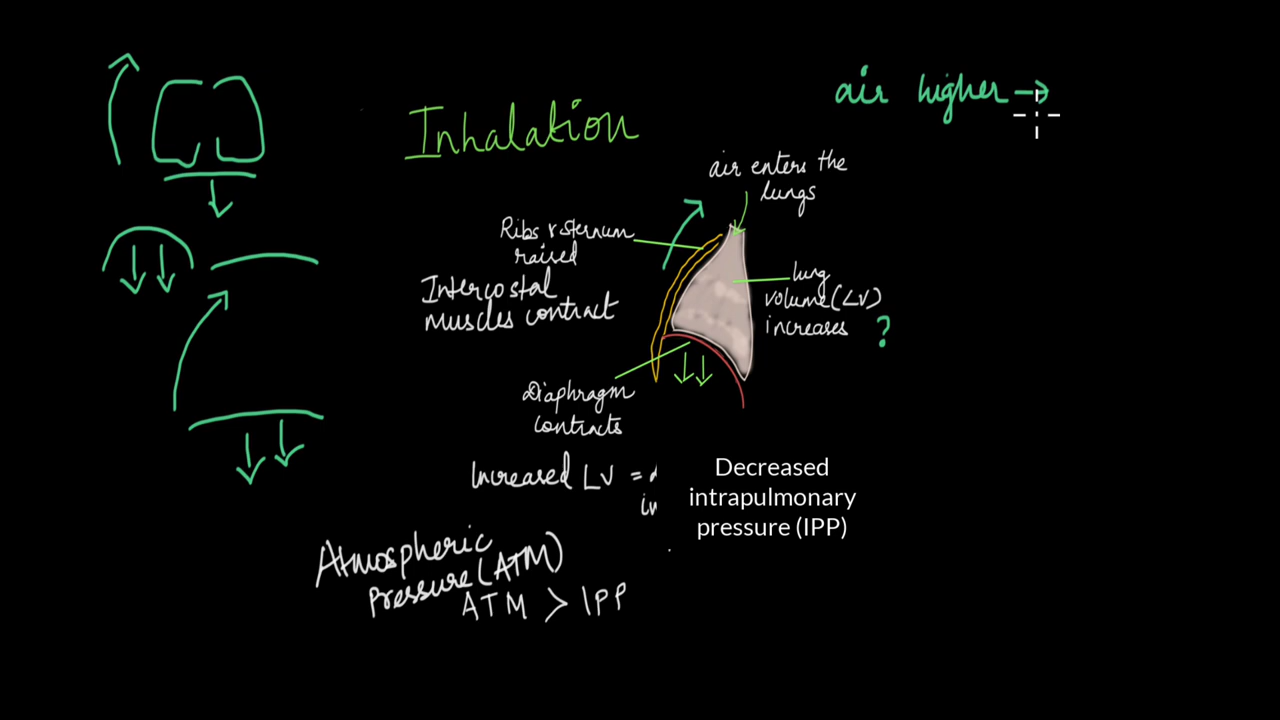 air higher →
Inhalation
air enters the
lungs
Ribs & sternum
raised
Intercostal
muscles contract
lung
volume (LV)
increases ?
Diaphragm
contracts
Increased LV =
Decreased
intrapulmonary
pressure (IPP)
Atmospheric
Pressure (ATM)
ATM > IPP